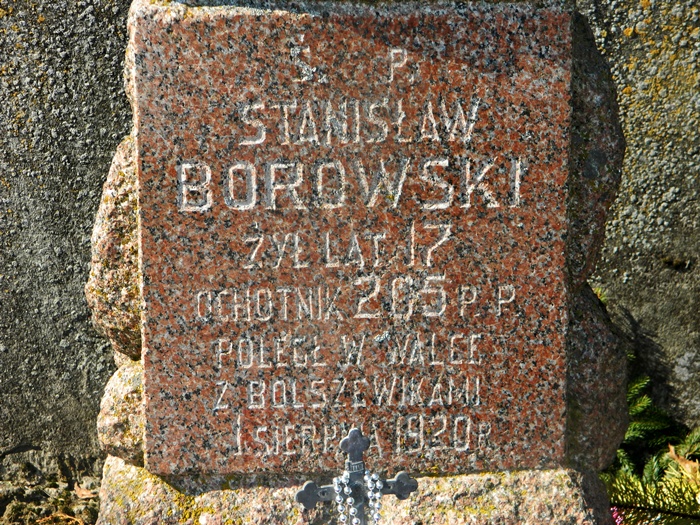 Ś. P.
STANISŁAW
BOROWSKI
ŻYŁ LAT 17
OCHOTNIK 205 P. P
POLEGŁ W WALCE
Z BOLSZEWIKAMI
1 SIERPNIA 1920 R